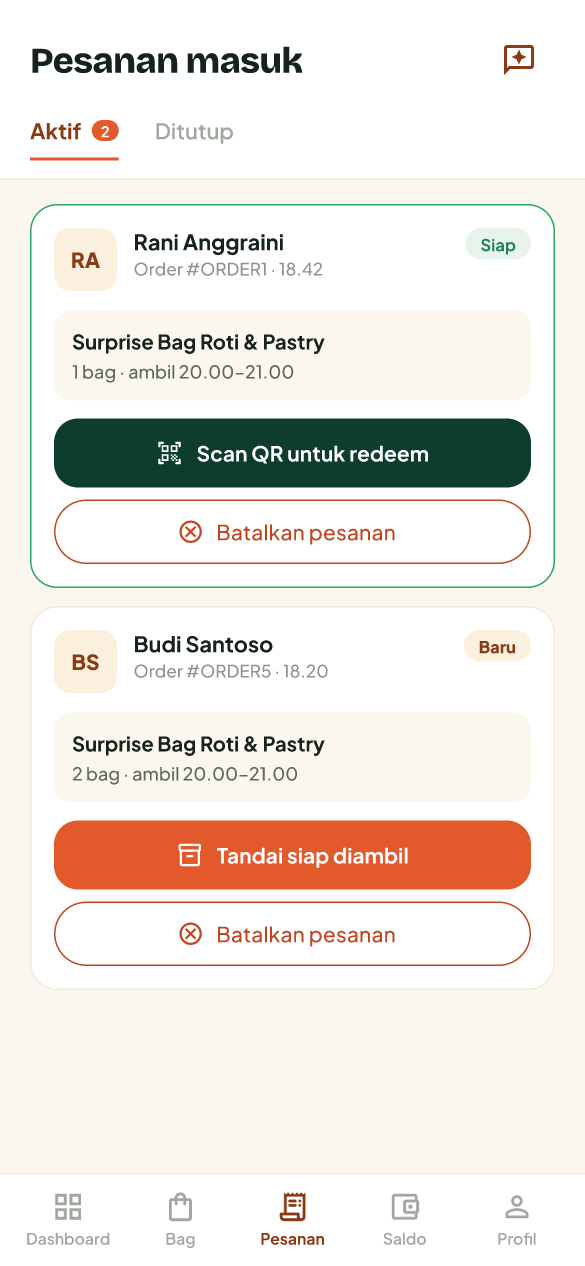 Pesanan masuk
Aktif 2
Ditutup
RA
Rani Anggraini
Order #ORDER1 · 18.42
Siap
Surprise Bag Roti & Pastry
1 bag · ambil 20.00–21.00
Scan QR untuk redeem
Batalkan pesanan
BS
Budi Santoso
Order #ORDER5 · 18.20
Baru
Surprise Bag Roti & Pastry
2 bag · ambil 20.00–21.00
Tandai siap diambil
Batalkan pesanan
Dashboard
Bag
Pesanan
Saldo
Profil